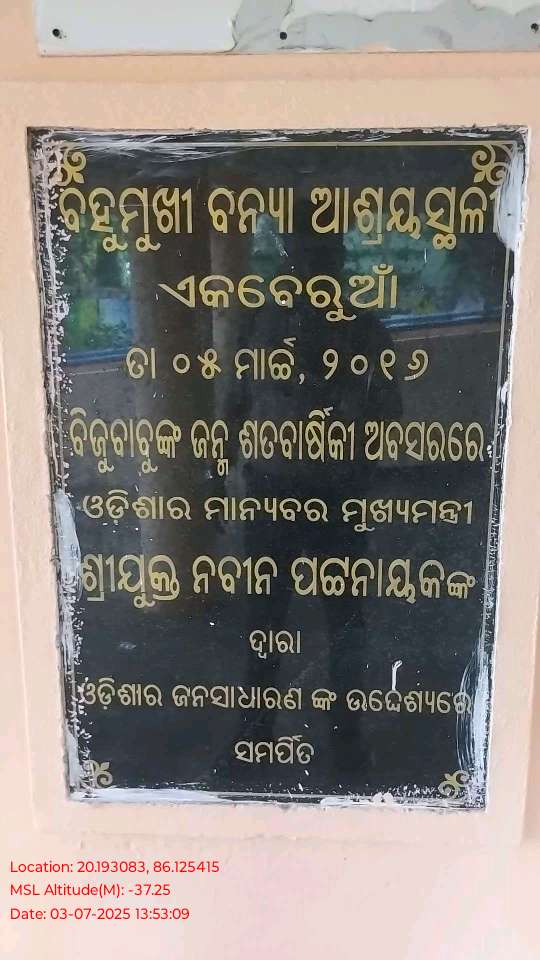 ବହୁମୁଖୀ ବନ୍ୟା ଆଶ୍ରୟସ୍ଥଳୀ
ଏକବେରୁଆଁ
ତା ୦୫ ମାର୍ଚ୍ଚ, ୨୦୧୬
ବିଜୁବାବୁଙ୍କ ଜନ୍ମ ଶତବାର୍ଷିକୀ ଅବସରରେ
ଓଡ଼ିଶାର ମାନ୍ୟବର ମୁଖ୍ୟମନ୍ତ୍ରୀ
ଶ୍ରୀଯୁକ୍ତ ନବୀନ ପଟ୍ଟନାୟକଙ୍କ
ଦ୍ଵାରା
ଓଡ଼ିଶାର ଜନସାଧାରଣ ଙ୍କ ଉଦ୍ଦେଶ୍ୟରେ
ସମର୍ପିତ
Location: 20.193083, 86.125415
MSL Altitude(M): -37.25
Date: 03-07-2025 13:53:09